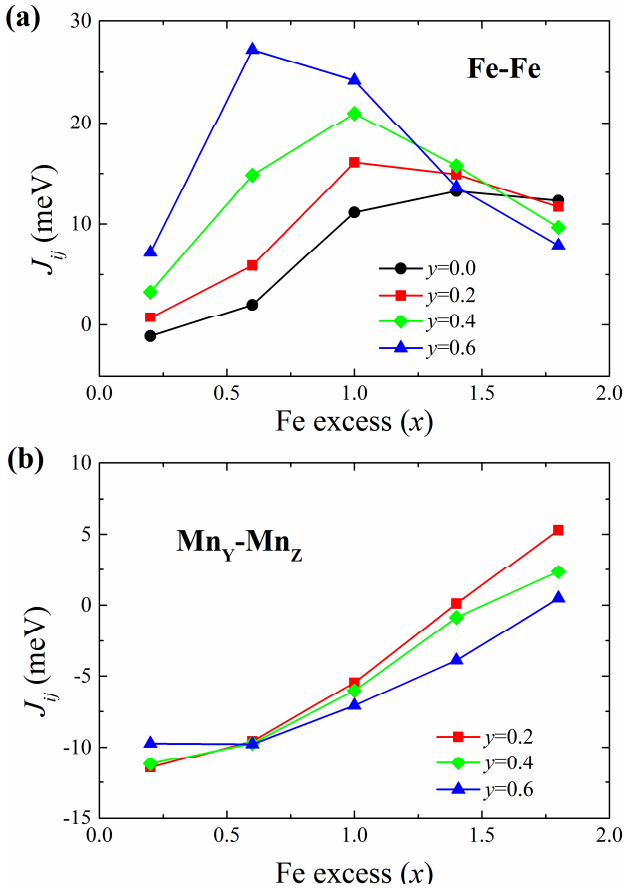 (a)
Fe-Fe
30
20
10
0
J_ij (meV)
y=0.0
y=0.2
y=0.4
y=0.6
0.0 0.5 1.0 1.5 2.0
Fe excess (x)
(b)
Mn_Y-Mn_Z
10
5
0
-5
-10
-15
J_ij (meV)
y=0.2
y=0.4
y=0.6
0.0 0.5 1.0 1.5 2.0
Fe excess (x)